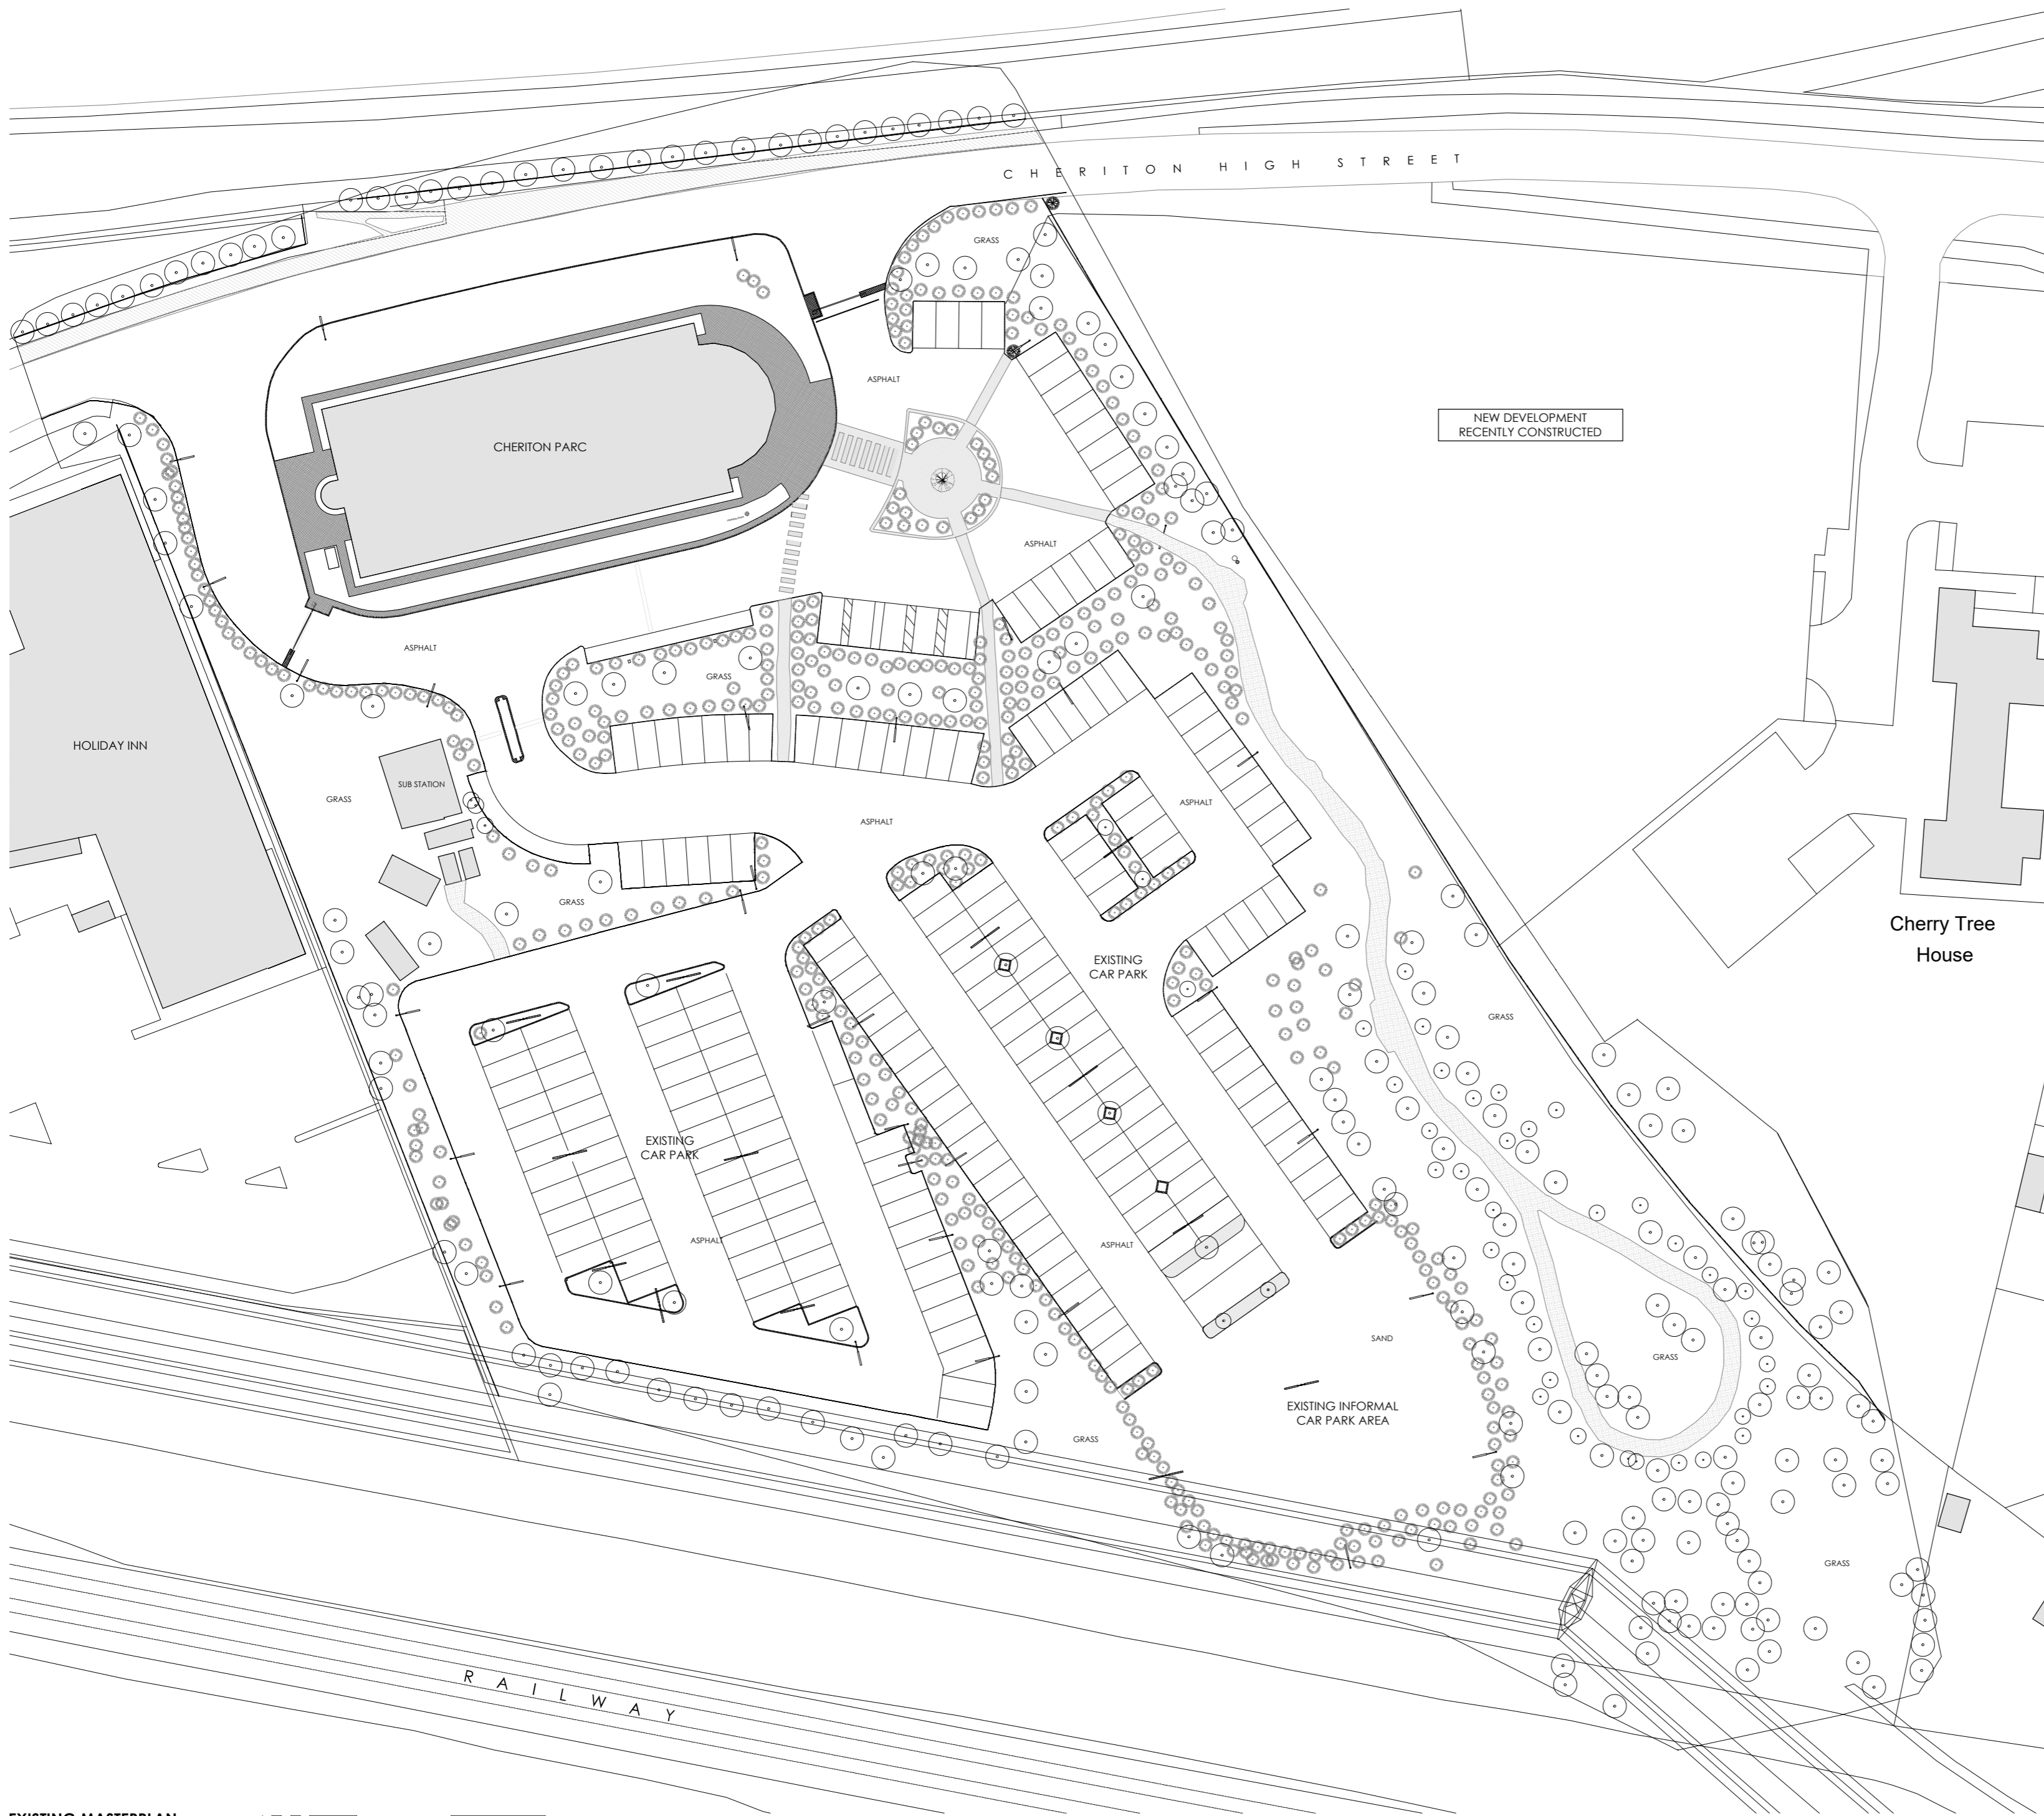 CHERITON HIGH STREET
GRASS
ASPHALT
NEW DEVELOPMENT
RECENTLY CONSTRUCTED
CHERITON PARC
ASPHALT
ASPHALT
GRASS
HOLIDAY INN
SUB STATION
GRASS
ASPHALT
ASPHALT
GRASS
Cherry Tree
House
EXISTING
CAR PARK
GRASS
EXISTING
CAR PARK
ASPHALT
ASPHALT
SAND
GRASS
EXISTING INFORMAL
CAR PARK AREA
GRASS
GRASS
RAILWAY
EXISTING MASTERPLAN